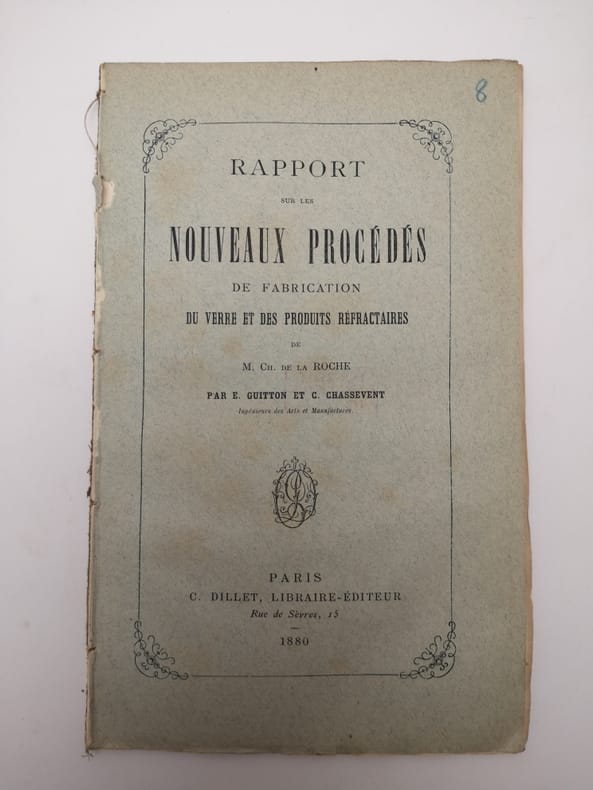 8
RAPPORT
SUR LES
NOUVEAUX PROCÉDÉS
DE FABRICATION
DU VERRE ET DES PRODUITS RÉFRACTAIRES
DE
M. CH. DE LA ROCHE
PAR E. GUITTON ET C. CHASSEVENT
Ingénieurs des Arts et Manufactures
PARIS
C. DILLET, LIBRAIRE-ÉDITEUR
Rue de Sèvres, 15
1880